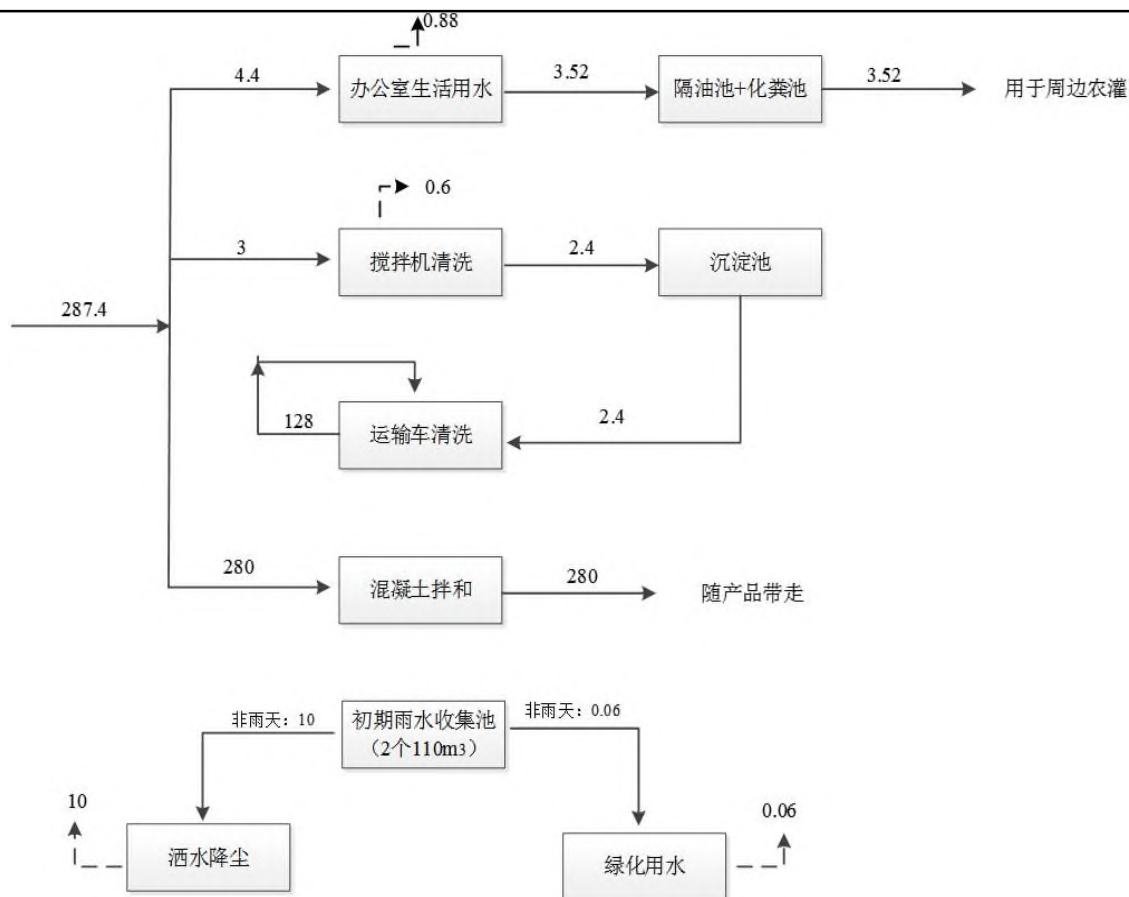 0.88
4.4
办公室生活用水
3.52
隔油池+化粪池
3.52
用于周边农灌
0.6
3
搅拌机清洗
2.4
沉淀池
287.4
128
运输车清洗
2.4
280
混凝土拌和
280
随产品带走
非雨天：10
初期雨水收集池
（2个110m3）
非雨天：0.06
10
洒水降尘
0.06
绿化用水